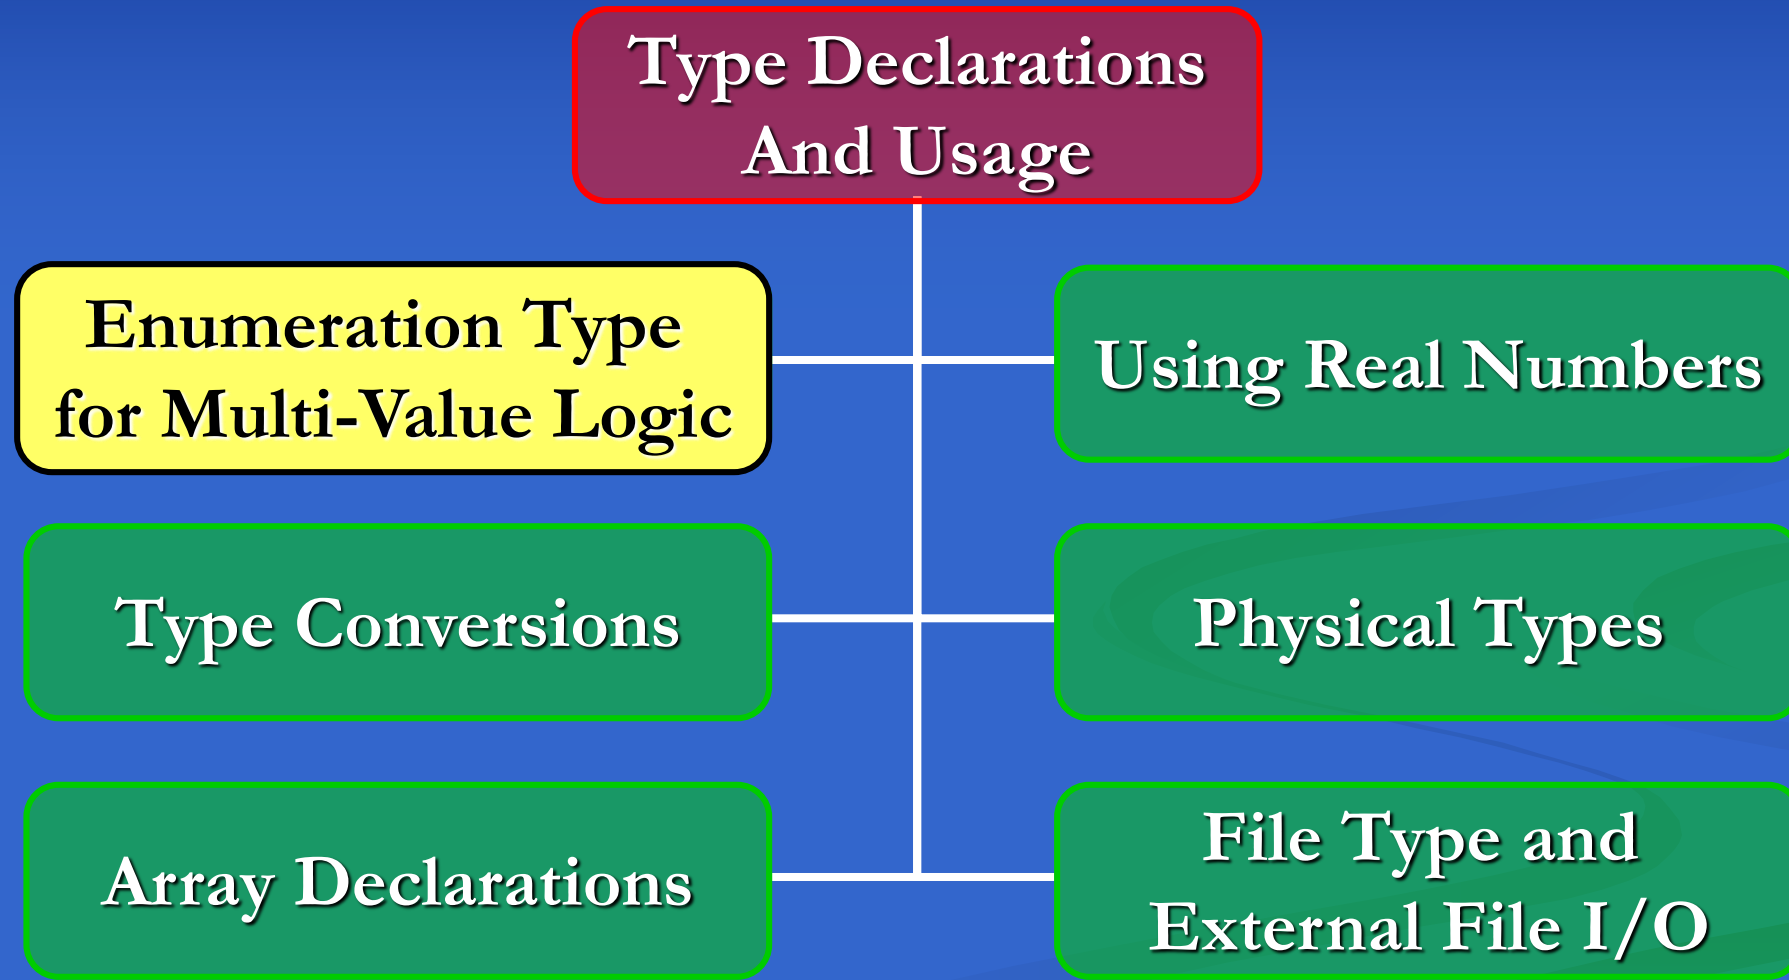 Type Declarations
And Usage
Enumeration Type
for Multi-Value Logic
Using Real Numbers
Type Conversions
Physical Types
Array Declarations
File Type and
External File I/O